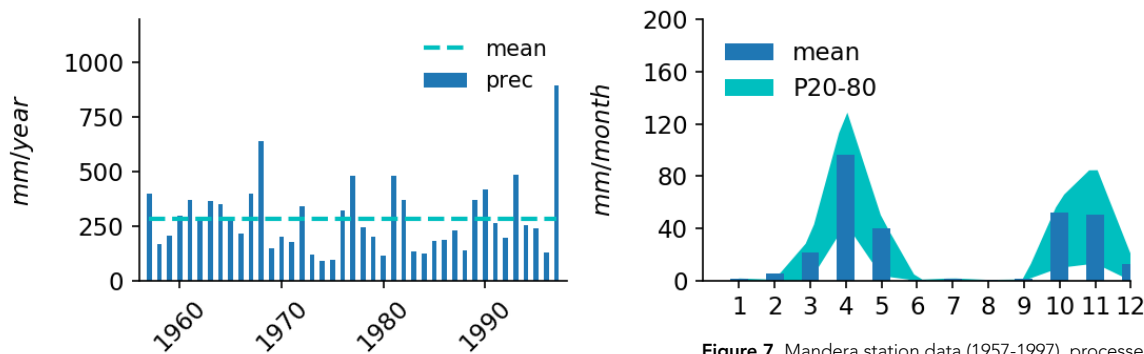 mm/year
1000
750
500
250
0
mean
prec
1960
1970
1980
1990
mm/month
200
160
120
80
40
0
mean
P20-80
1 2 3 4 5 6 7 8 9 10 11 12
Figure 7. Mandera station data (1957-1997), processe